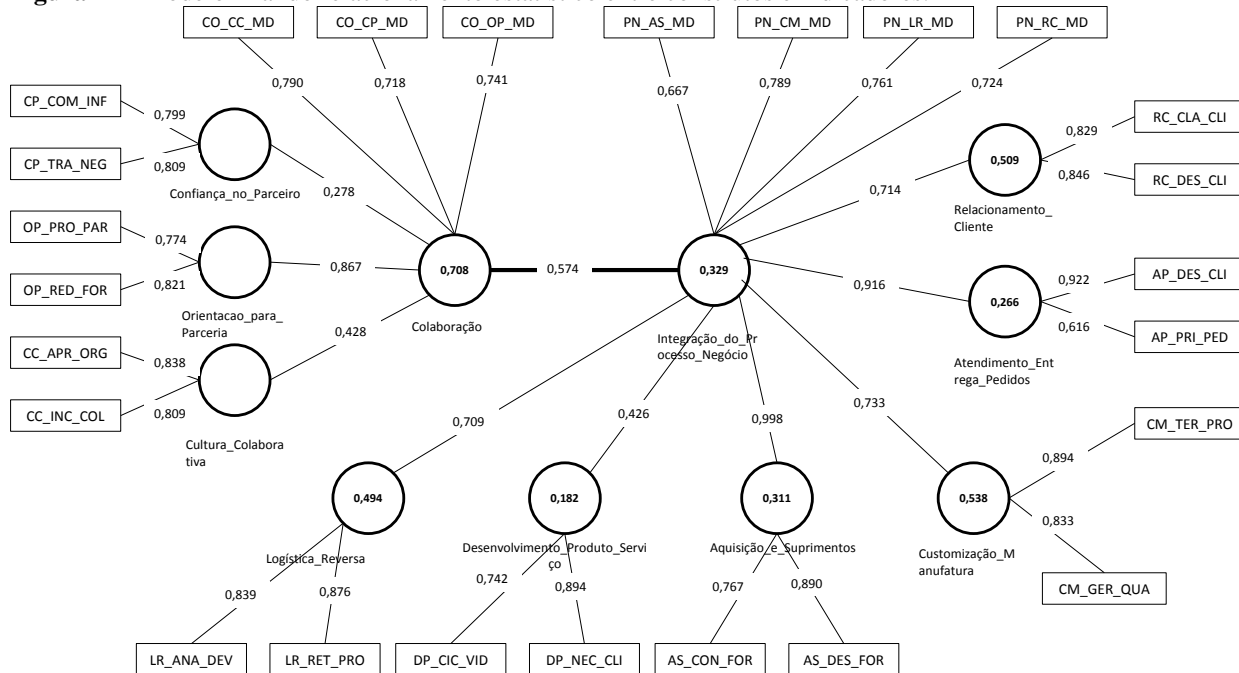 CO_CC_MD
CO_CP_MD
CO_OP_MD
PN_AS_MD
PN_CM_MD
PN_LR_MD
PN_RC_MD
0,790
0,718
0,741
0,667
0,789
0,761
0,724
CP_COM_INF
0,799
CP_TRA_NEG
0,809
Confiança_no_Parceiro
0,278
RC_CLA_CLI
0,829
0,509
0,846
RC_DES_CLI
0,714
Relacionamento_
Cliente
OP_PRO_PAR
0,774
OP_RED_FOR
0,821
Orientacao_para_
Parceria
0,867
0,708
Colaboração
0,574
0,329
Integração_do_Pr
ocesso_Negócio
0,916
AP_DES_CLI
0,922
0,266
0,616
AP_PRI_PED
Atendimento_Ent
rega_Pedidos
CC_APR_ORG
0,838
CC_INC_COL
0,809
Cultura_Colabora
tiva
0,428
0,709
0,426
0,998
0,733
CM_TER_PRO
0,894
0,494
Logística_Reversa
0,182
Desenvolvimento_Produto_Servi
ço
0,311
Aquisição_e_Suprimentos
0,538
Customização_M
anufatura
0,833
CM_GER_QUA
0,839
0,876
0,742
0,894
0,767
0,890
LR_ANA_DEV
LR_RET_PRO
DP_CIC_VID
DP_NEC_CLI
AS_CON_FOR
AS_DES_FOR